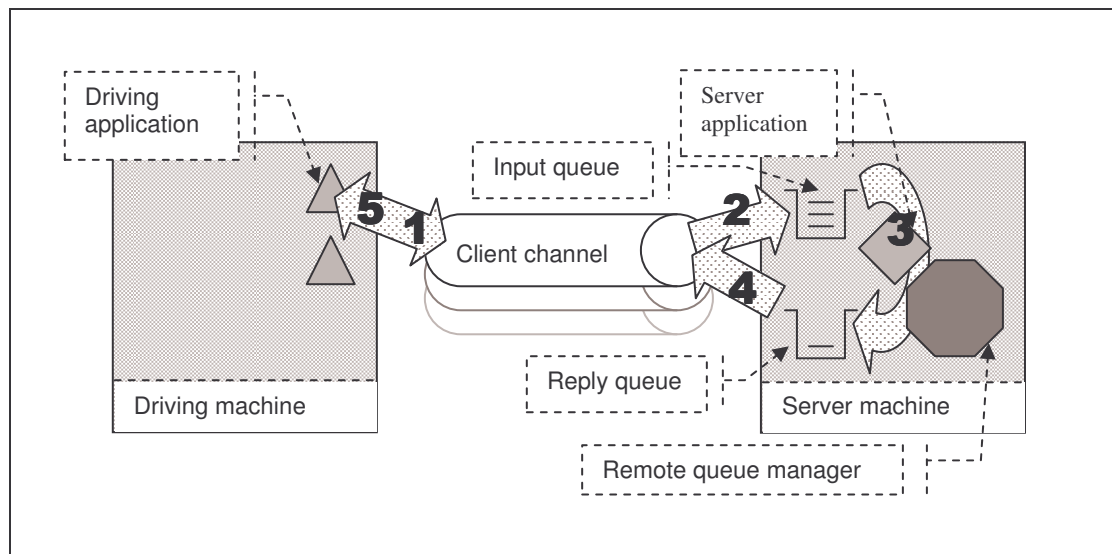 Driving
application
Server
application
Input queue
5
1
Client channel
2
3
4
Reply queue
Driving machine
Server machine
Remote queue manager